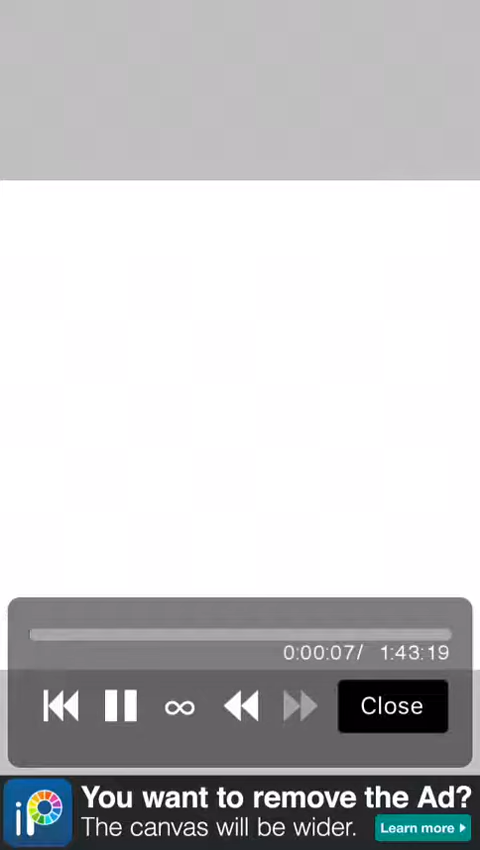 0:00:07/ 1:43:19
Close
iP
You want to remove the Ad?
The canvas will be wider.
Learn more